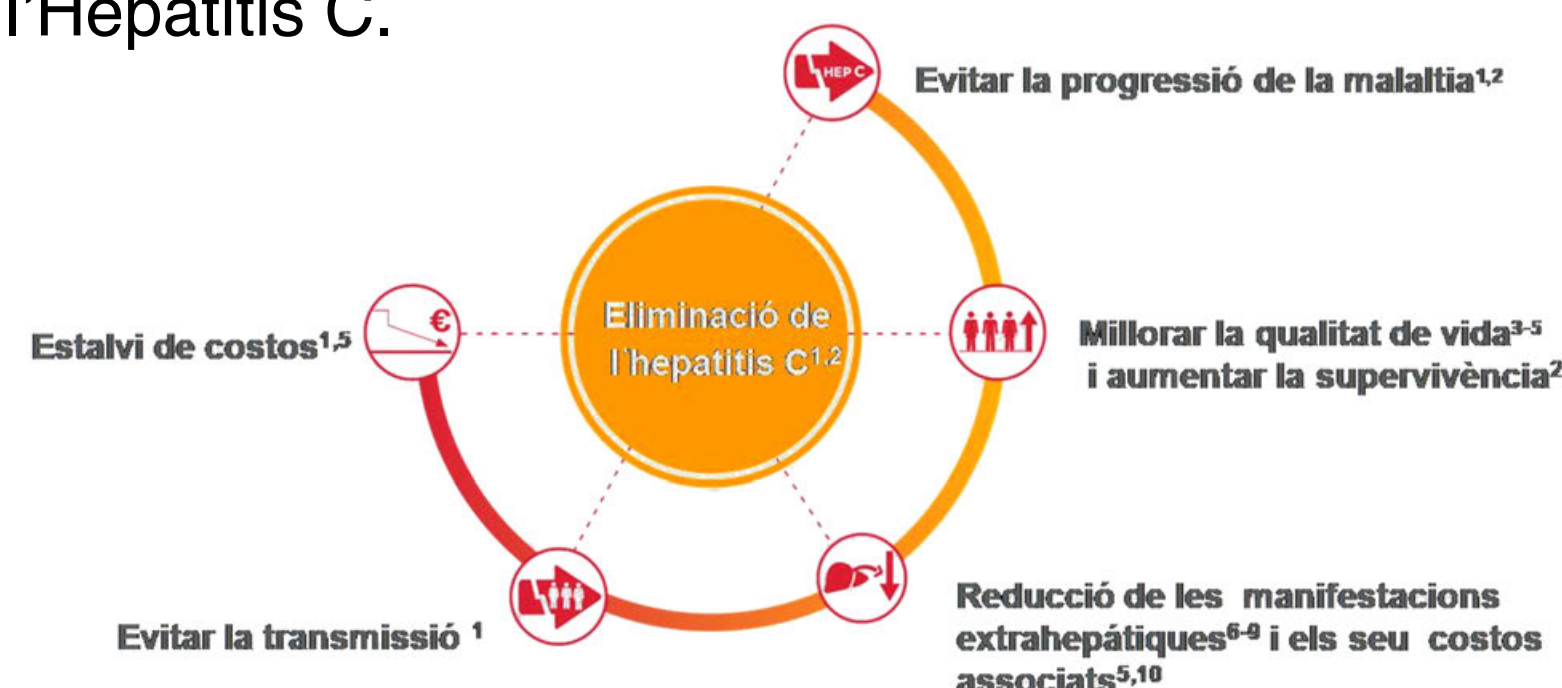 l’Hepatitis C.
HEP C
Evitar la progressió de la malaltia¹,²
Eliminació de
l´hepatitis C¹,²
€
Estalvi de costos¹,⁵
Millorar la qualitat de vida³-⁵
i aumentar la supervivència²
Evitar la transmissió ¹
Reducció de les manifestacions
extrahepátiques⁶-⁹ i els seu costos
associats⁵,¹⁰